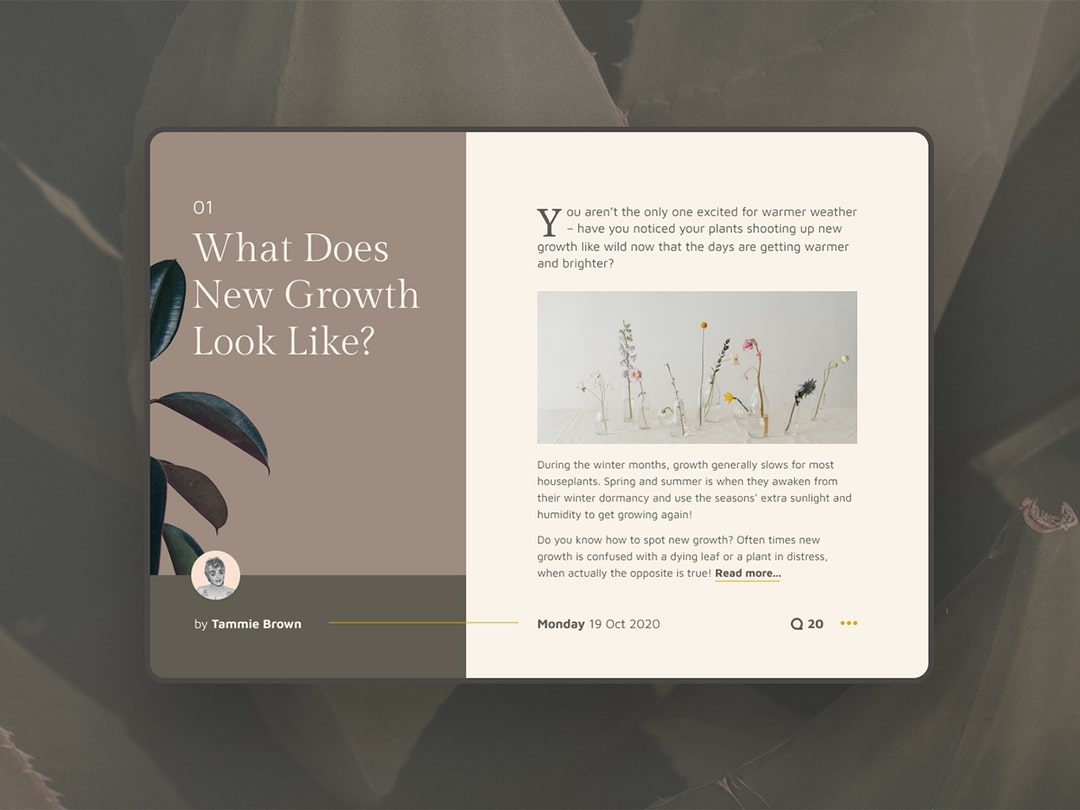 01
What Does
New Growth
Look Like?
by Tammie Brown
You aren’t the only one excited for warmer weather
– have you noticed your plants shooting up new
growth like wild now that the days are getting warmer
and brighter?
During the winter months, growth generally slows for most
houseplants. Spring and summer is when they awaken from
their winter dormancy and use the seasons’ extra sunlight and
humidity to get growing again!
Do you know how to spot new growth? Often times new
growth is confused with a dying leaf or a plant in distress,
when actually the opposite is true! Read more...
Monday 19 Oct 2020
20